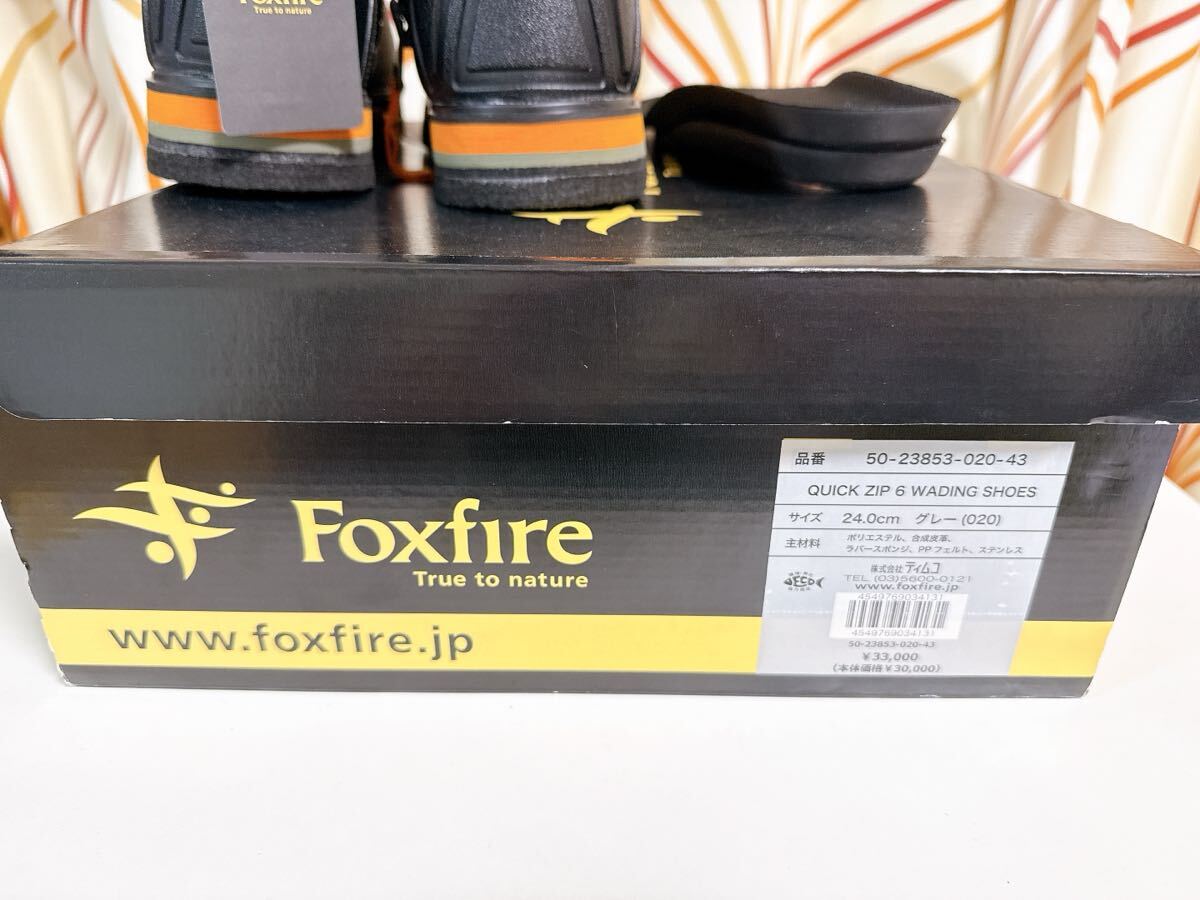 Foxfire
True to nature
Foxfire
True to nature
www.foxfire.jp
品番 50-23853-020-43
QUICK ZIP 6 WADING SHOES
サイズ 24.0cm グレー(020)
主材料 ポリエステル、合成皮革、
ラバースポンジ、PPフェルト、ステンレス
株式会社ティムコ
TEL.(03)5600-0121
www.foxfire.jp
ECO
4549769034131
4549769034131
50-23853-020-43
¥33,000
(本体価格¥30,000)